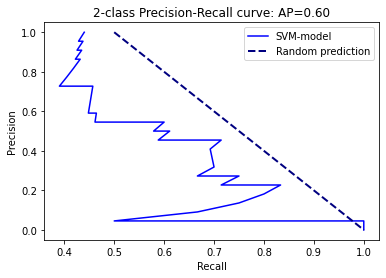 2-class Precision-Recall curve: AP=0.60
SVM-model
Random prediction
Precision
1.0
0.8
0.6
0.4
0.2
0.0
0.4 0.5 0.6 0.7 0.8 0.9 1.0
Recall